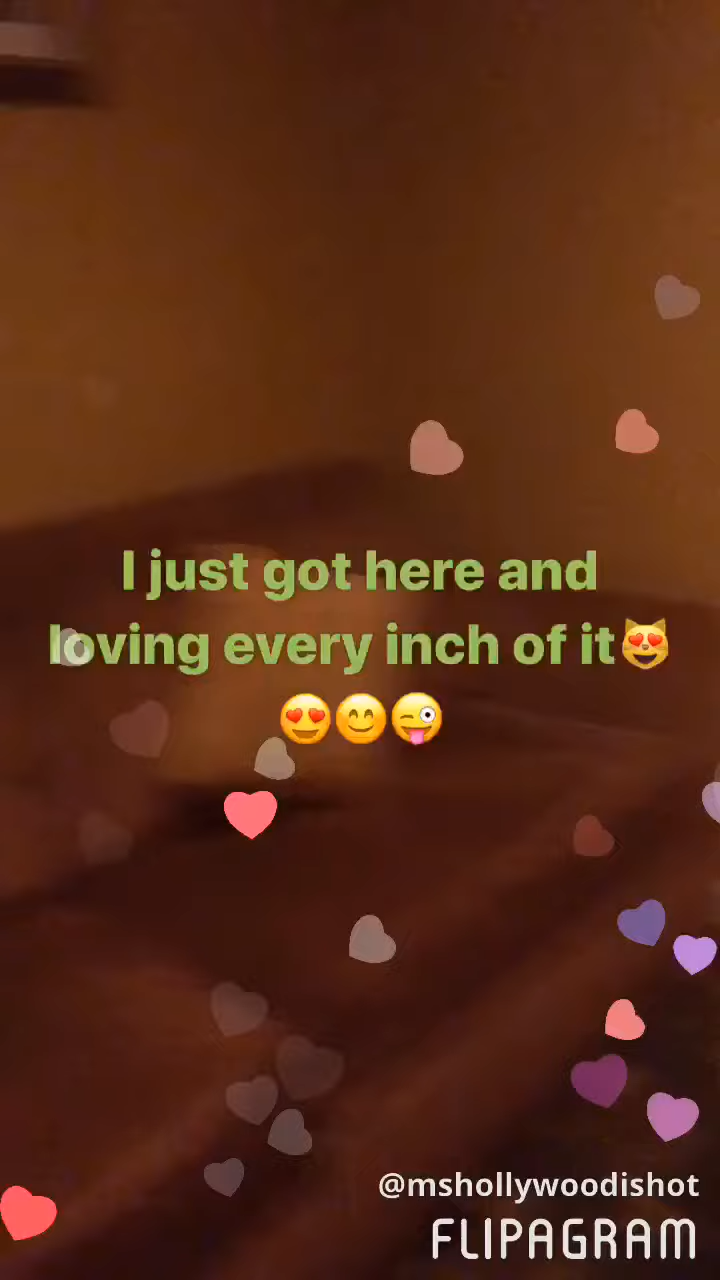 I just got here and
loving every inch of it😻
😍😊😜
@mshollywoodishot
FLIPAGRAM